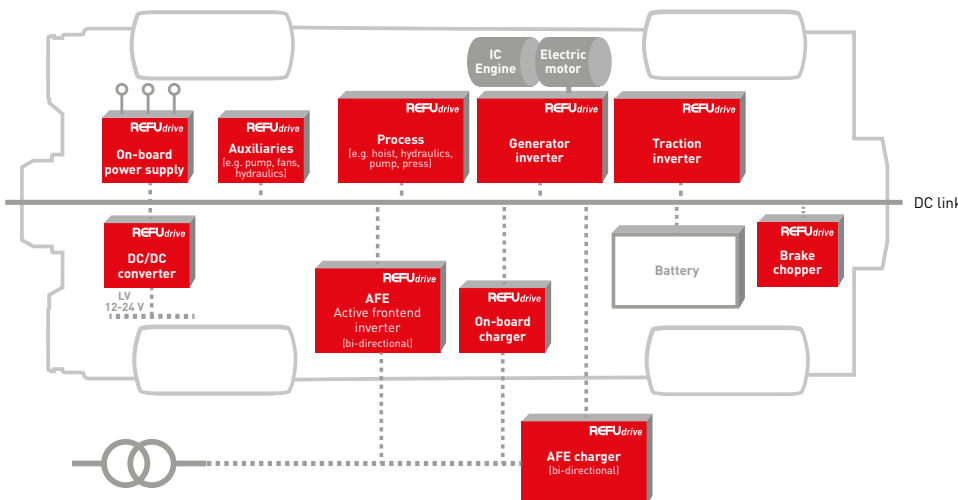 IC
Engine
Electric
motor
REFUdrive
On-board
power supply
REFUdrive
Auxiliaries
(e.g. pump, fans,
hydraulics)
REFUdrive
Process
(e.g. hoist, hydraulics,
pump, press)
REFUdrive
Generator
inverter
REFUdrive
Traction
inverter
DC link
REFUdrive
DC/DC
converter
LV
12-24 V
REFUdrive
AFE
Active frontend
inverter
(bi-directional)
REFUdrive
On-board
charger
Battery
REFUdrive
Brake
chopper
REFUdrive
AFE charger
(bi-directional)